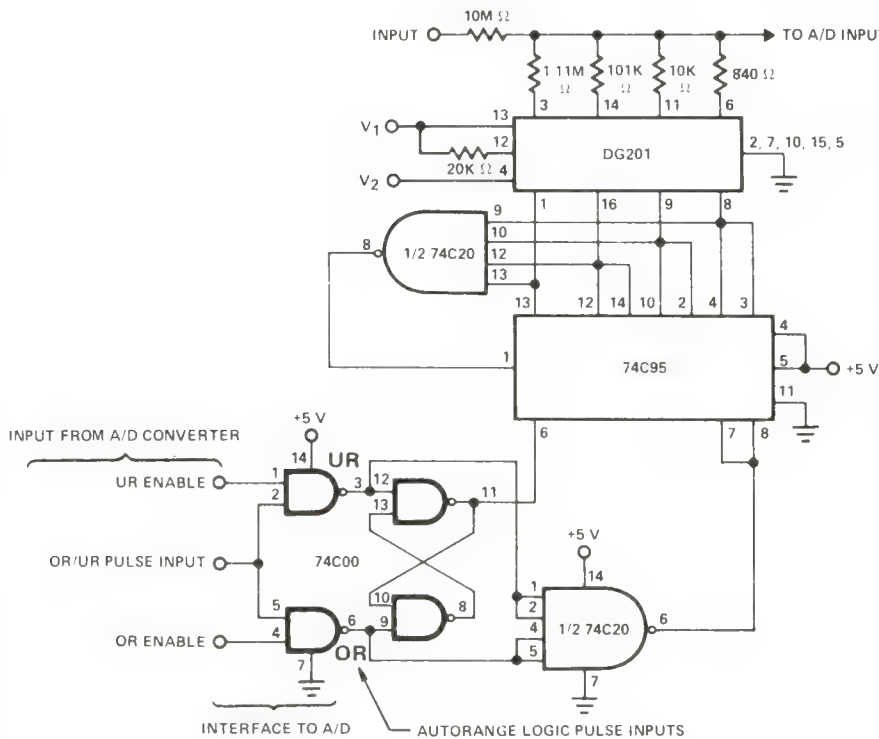 10M Ω
INPUT
TO A/D INPUT
1 11M Ω
101K Ω
10K Ω
840 Ω
3
14
11
6
V1
13
12
20K Ω
4
V2
DG201
2, 7, 10, 15, 5
1
16
9
8
9
10
12
13
8
1/2 74C20
13
12
14
10
2
4
3
1
74C95
4
5
11
+5 V
6
7
8
+5 V
INPUT FROM A/D CONVERTER
14
UR
UR ENABLE
1
2
3
12
13
11
OR/UR PULSE INPUT
74C00
+5 V
14
1
2
4
5
1/2 74C20
6
7
5
4
6
10
9
8
OR ENABLE
7
OR
INTERFACE TO A/D
AUTORANGE LOGIC PULSE INPUTS